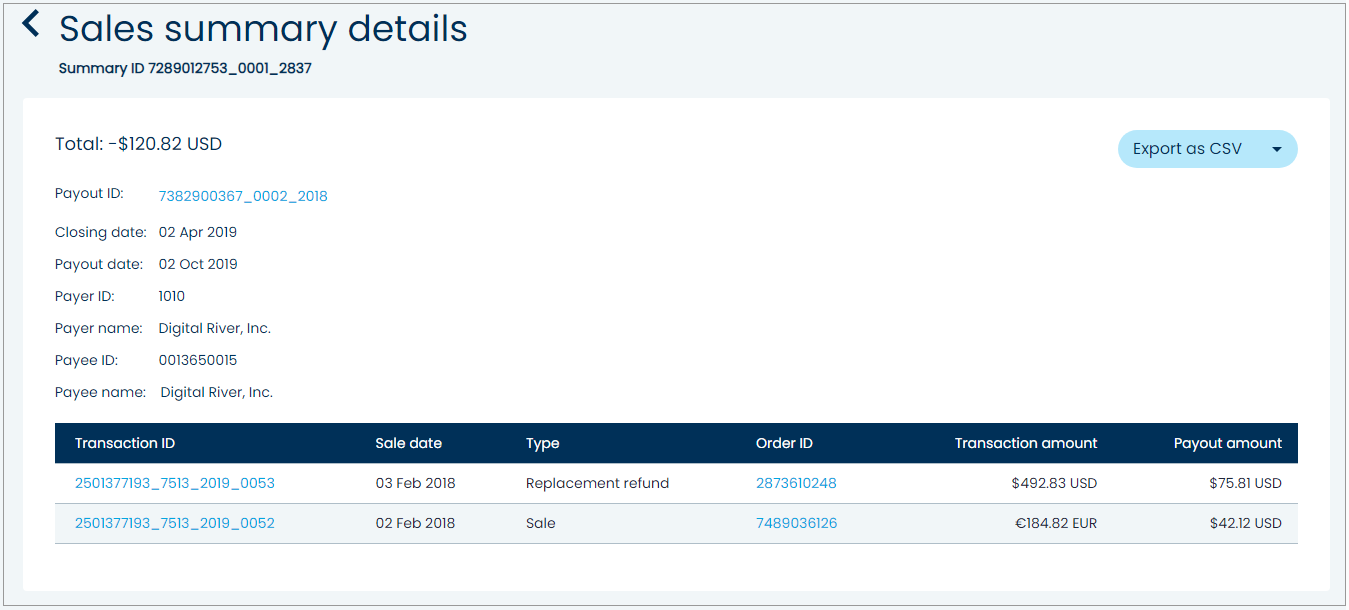 Sales summary details
Summary ID 7289012753_0001_2837
Total: -$120.82 USD
Export as CSV
Payout ID: 7382900367_0002_2018
Closing date: 02 Apr 2019
Payout date: 02 Oct 2019
Payer ID: 1010
Payer name: Digital River, Inc.
Payee ID: 0013650015
Payee name: Digital River, Inc.
Transaction ID Sale date Type Order ID Transaction amount Payout amount
2501377193_7513_2019_0053 03 Feb 2018 Replacement refund 2873610248 $492.83 USD $75.81 USD
2501377193_7513_2019_0052 02 Feb 2018 Sale 7489036126 €184.82 EUR $42.12 USD